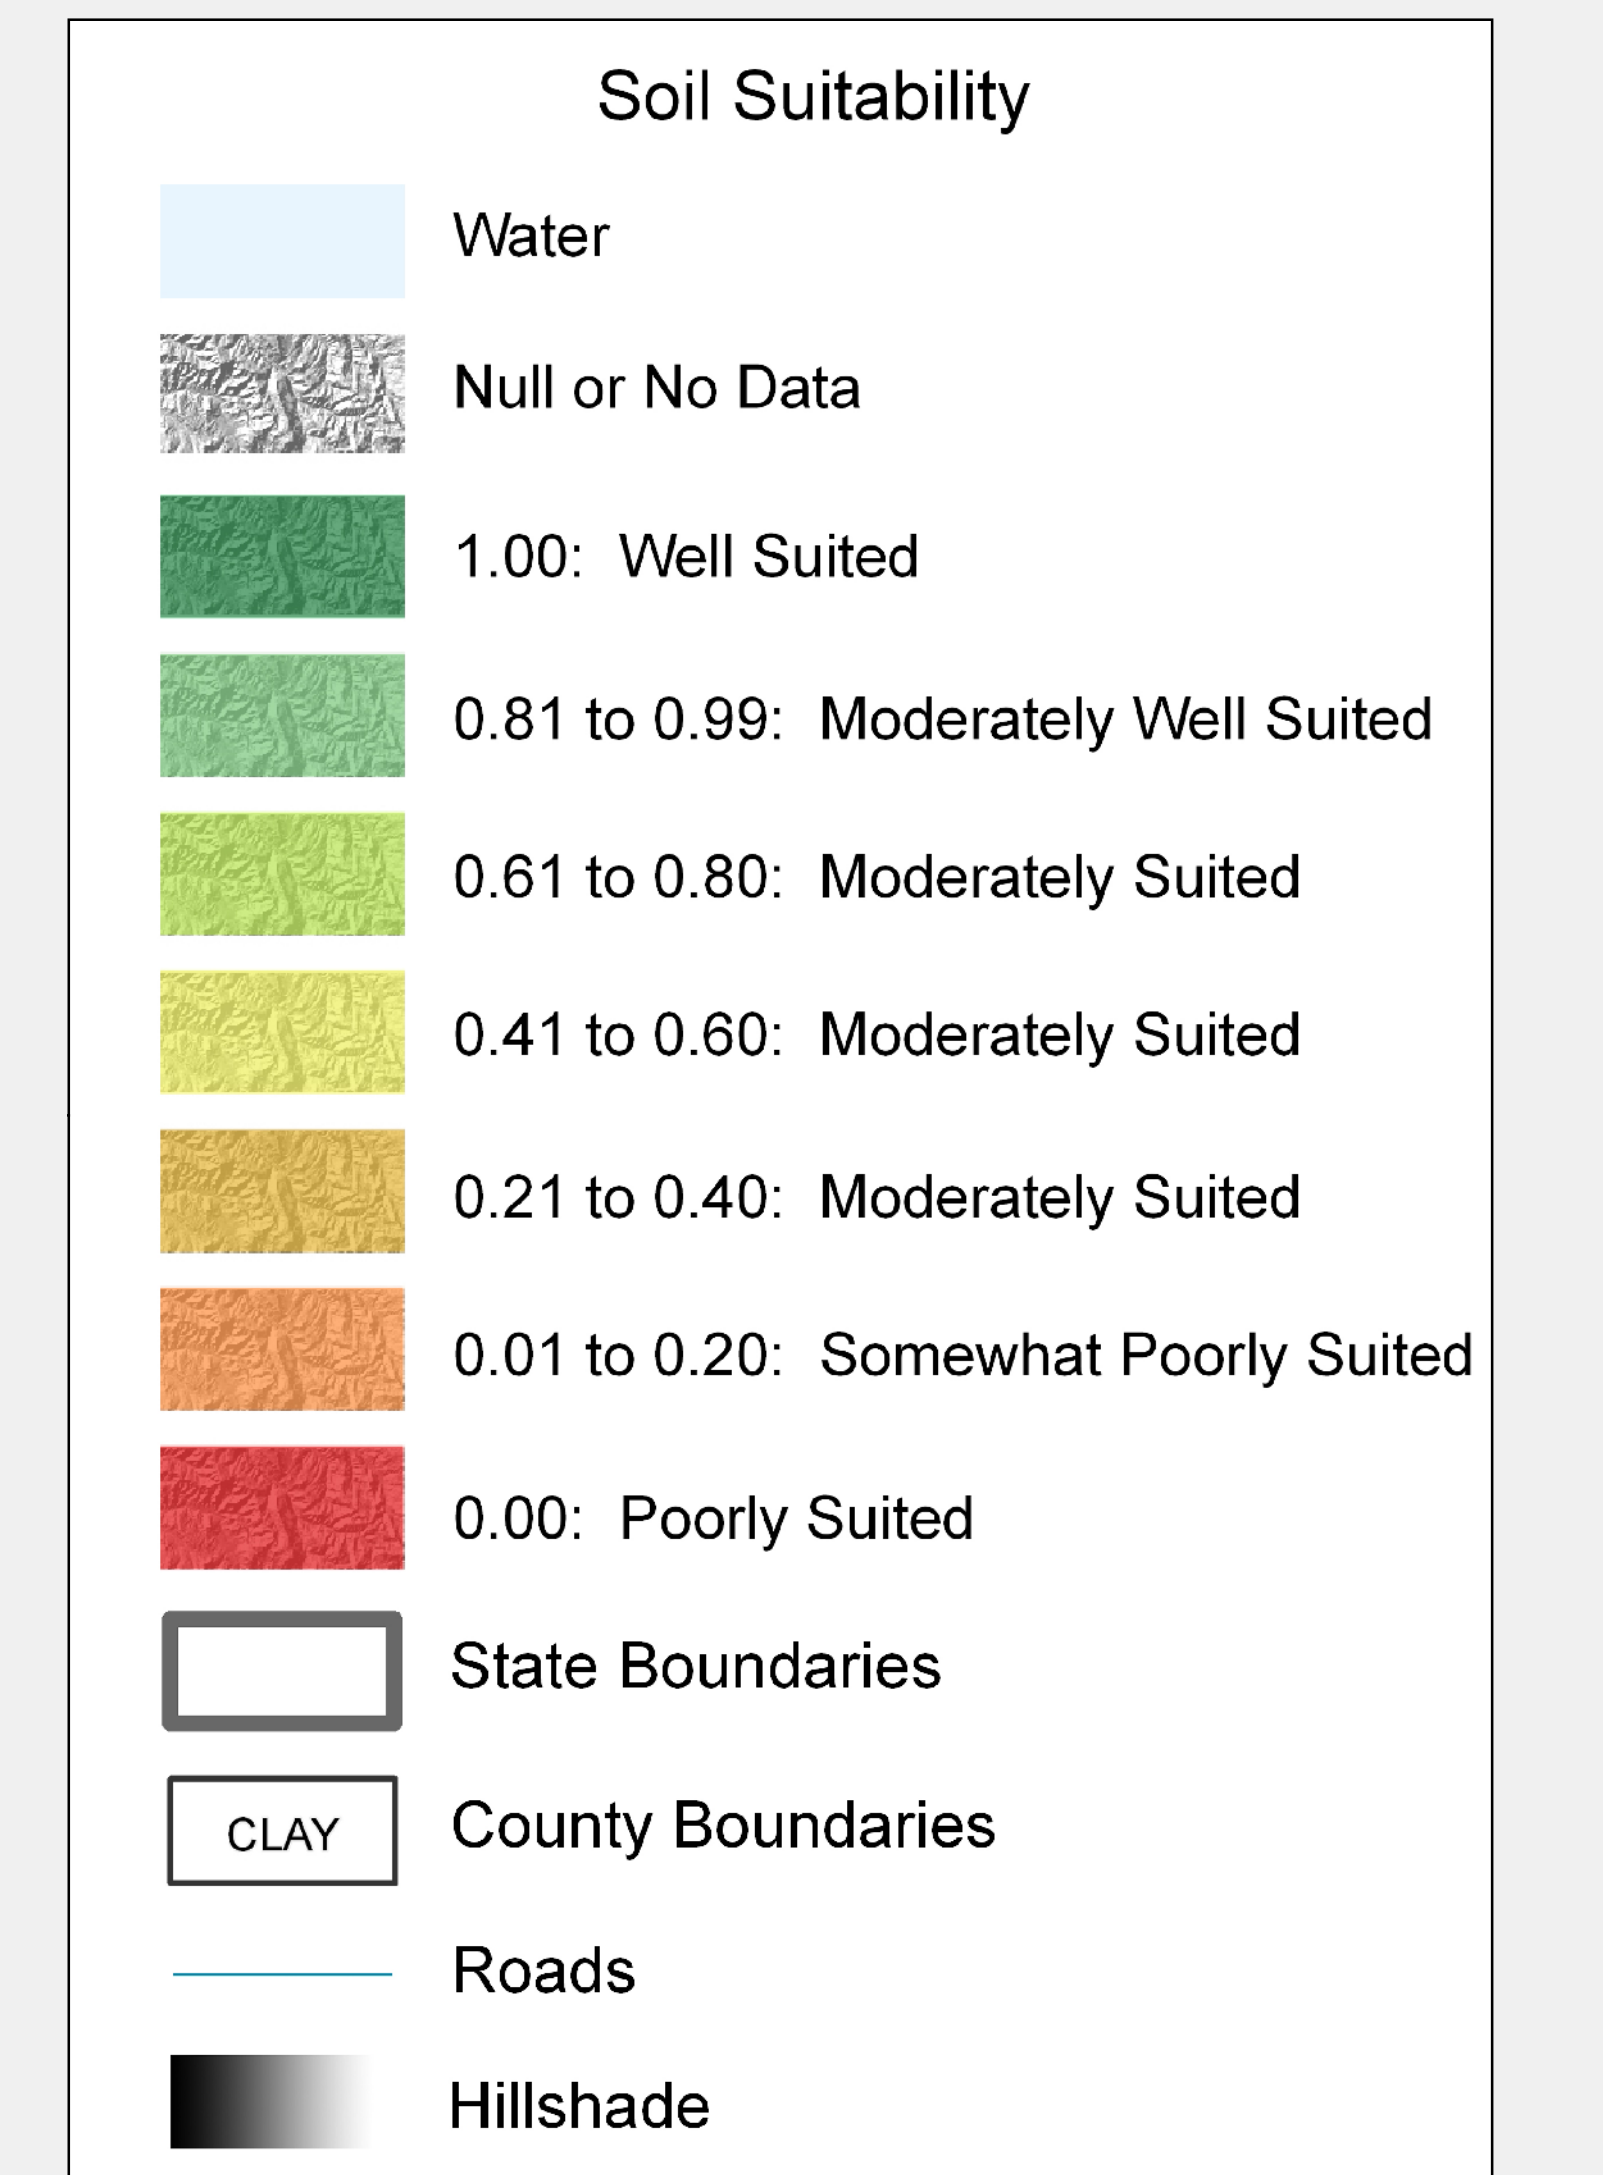 Soil Suitability
Water
Null or No Data
1.00: Well Suited
0.81 to 0.99: Moderately Well Suited
0.61 to 0.80: Moderately Suited
0.41 to 0.60: Moderately Suited
0.21 to 0.40: Moderately Suited
0.01 to 0.20: Somewhat Poorly Suited
0.00: Poorly Suited
State Boundaries
CLAY County Boundaries
Roads
Hillshade